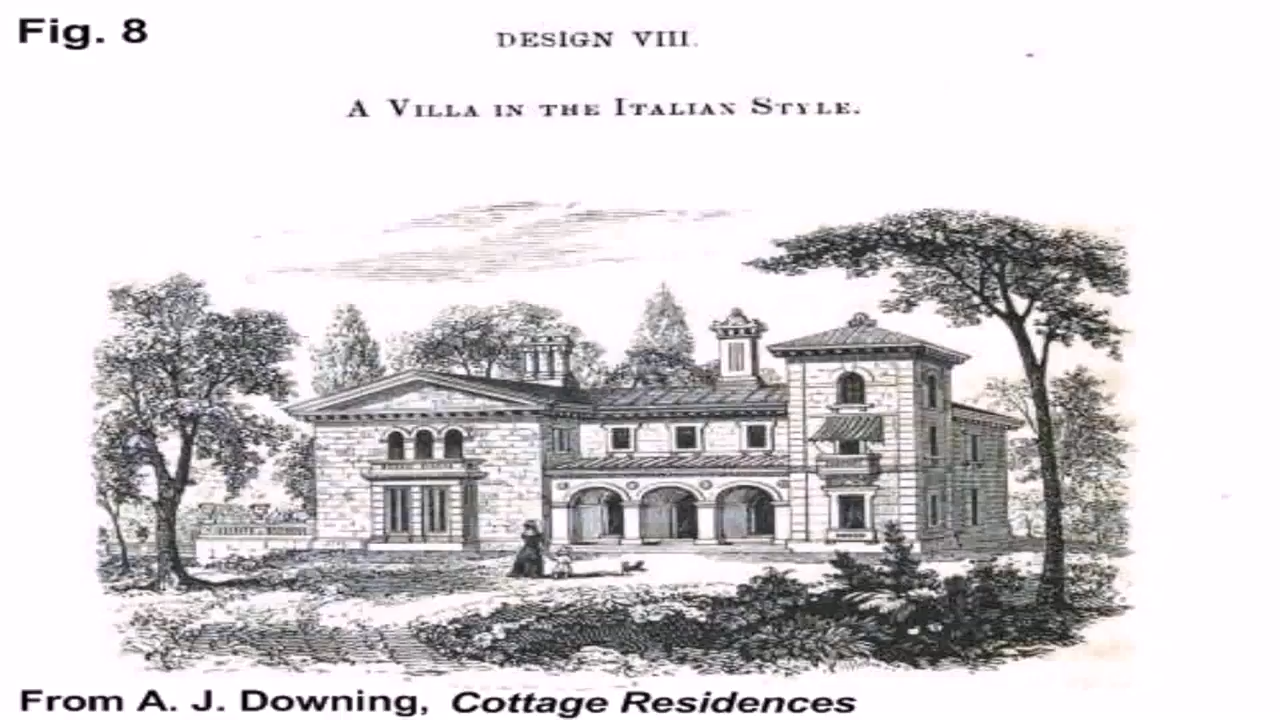 Fig. 8
DESIGN VIII.
A VILLA IN THE ITALIAN STYLE.
From A. J. Downing, Cottage Residences